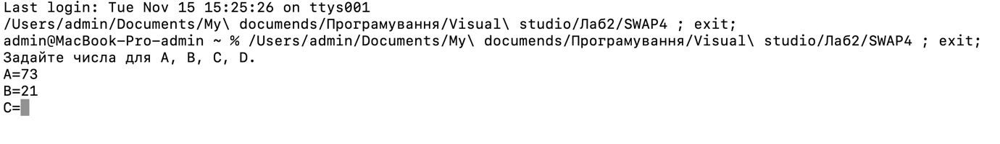 Last login: Tue Nov 15 15:25:26 on ttys001
/Users/admin/Documents/My\ documends/Програмування/Visual\ studio/Лаб2/SWAP4 ; exit;
admin@MacBook-Pro-admin ~ % /Users/admin/Documents/My\ documends/Програмування/Visual\ studio/Лаб2/SWAP4 ; exit;
Задайте числа для A, B, C, D.
A=73
B=21
C=